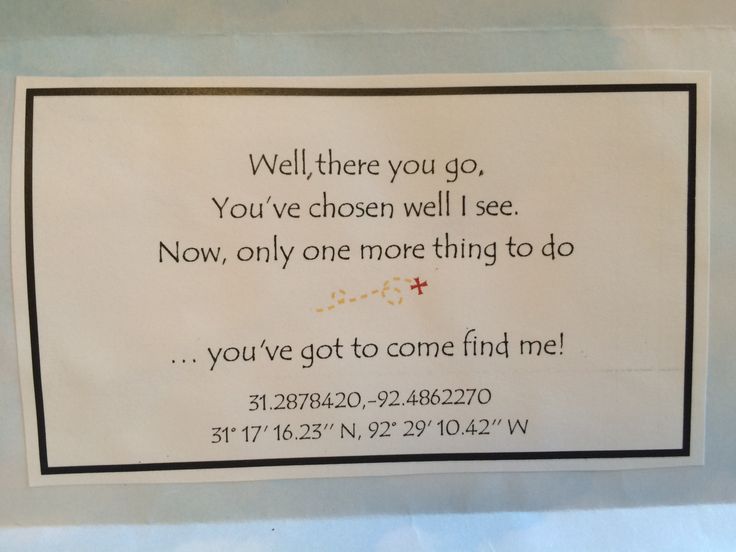 Well, there you go.
You've chosen well I see.
Now, only one more thing to do
... you've got to come find me!
31.2878420,-92.4862270
31° 17' 16.23" N, 92° 29' 10.42" W